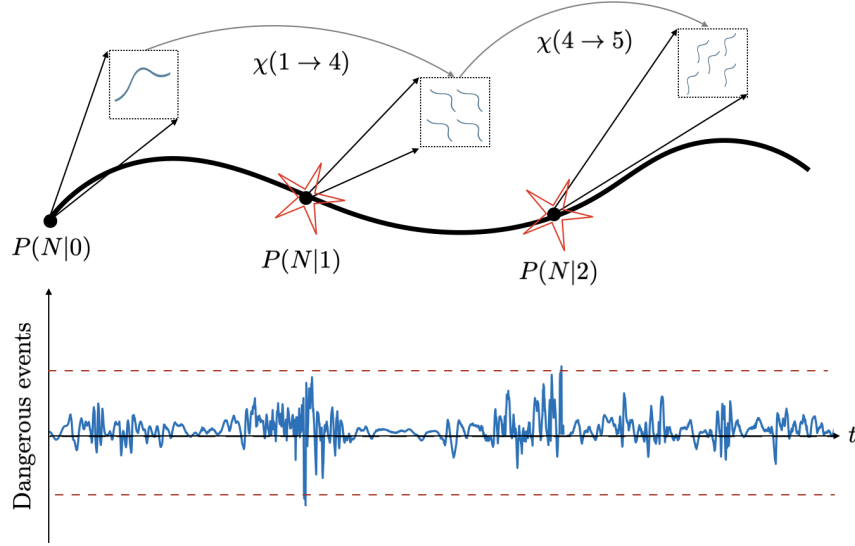 χ(1 → 4)
χ(4 → 5)
P(N|0)
P(N|1)
P(N|2)
Dangerous events
t